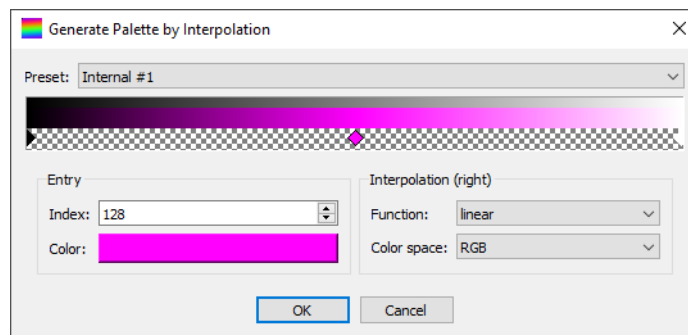 Generate Palette by Interpolation
Preset: Internal #1
Entry
Index: 128
Color:
Interpolation (right)
Function: linear
Color space: RGB
OK Cancel